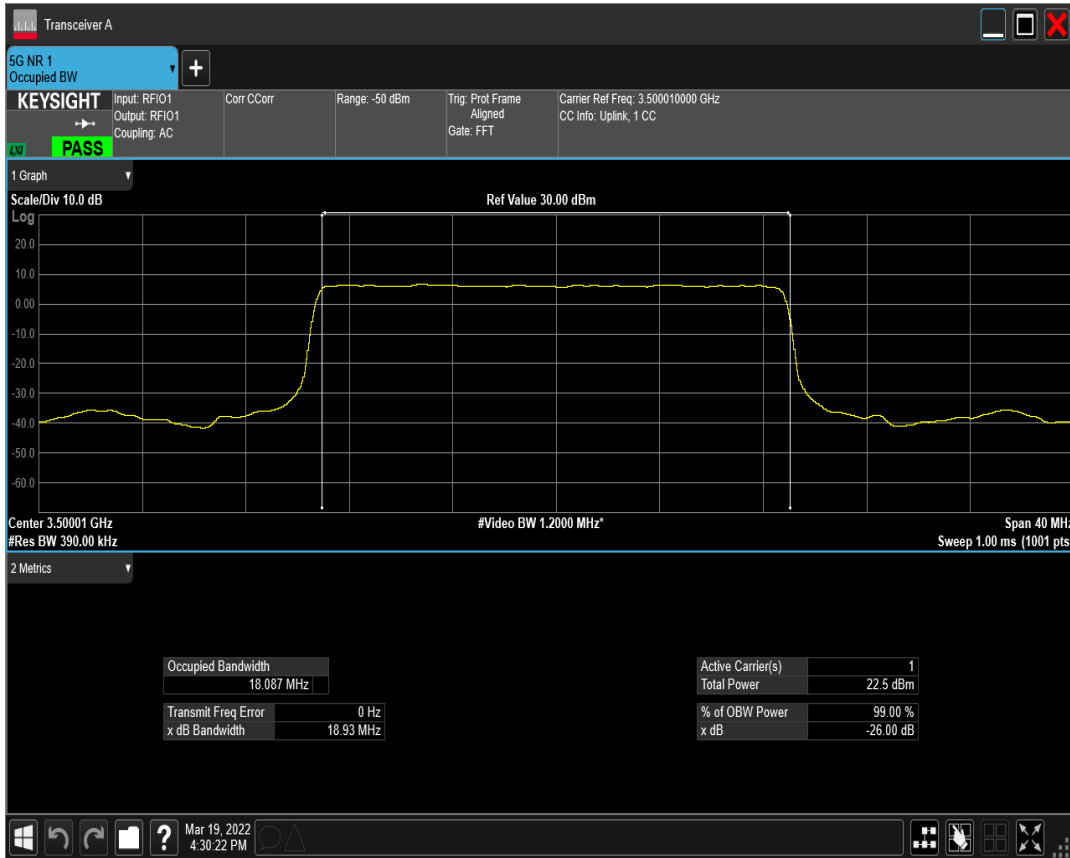 Transceiver A
5G NR 1
Occupied BW
+
KEYSIGHT
LXI
PASS
Input: RFIO1
Output: RFIO1
Coupling: AC
Corr CCorr
Range: -50 dBm
Trig: Prot Frame
Aligned
Gate: FFT
Carrier Ref Freq: 3.500010000 GHz
CC Info: Uplink, 1 CC
1 Graph
Scale/Div 10.0 dB
Ref Value 30.00 dBm
Log
20.0
10.0
0.00
-10.0
-20.0
-30.0
-40.0
-50.0
-60.0
Center 3.50001 GHz
#Video BW 1.2000 MHz*
Span 40 MHz
#Res BW 390.00 kHz
Sweep 1.00 ms (1001 pts
2 Metrics
Occupied Bandwidth
18.087 MHz
Transmit Freq Error 0 Hz
x dB Bandwidth 18.93 MHz
Active Carrier(s) 1
Total Power 22.5 dBm
% of OBW Power 99.00 %
x dB -26.00 dB
?
Mar 19, 2022
4:30:22 PM